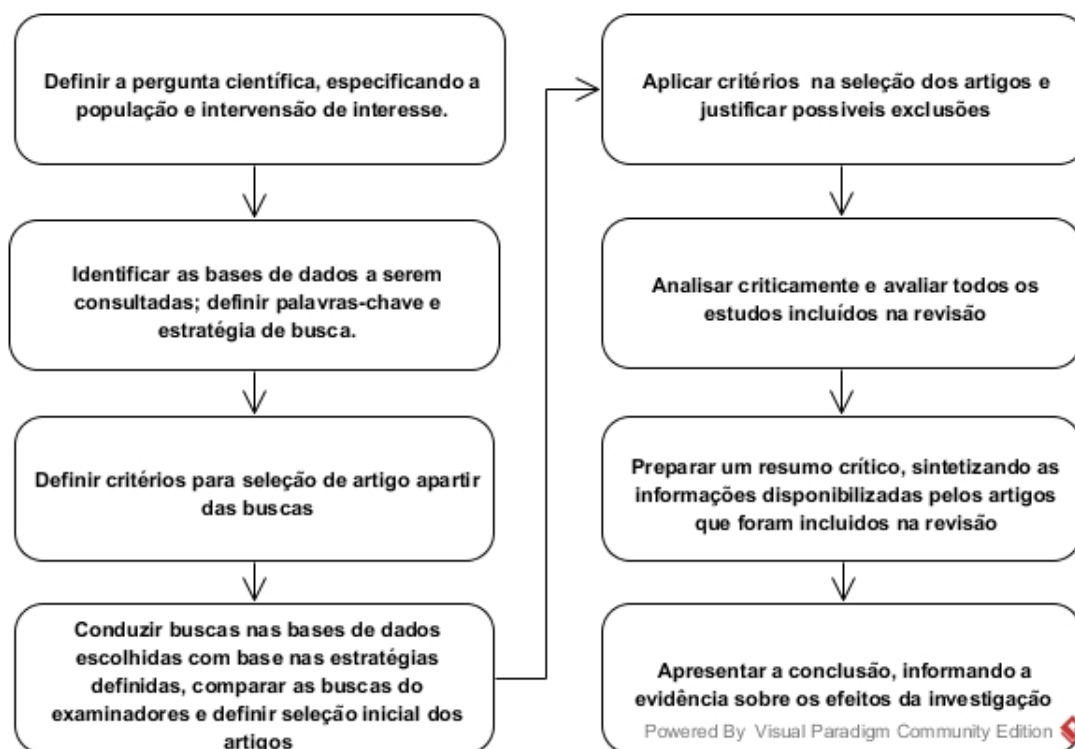 Definir a pergunta científica, especificando a
população e intervensão de interesse.
Identificar as bases de dados a serem
consultadas; definir palavras-chave e
estratégia de busca.
Definir critérios para seleção de artigo apartir
das buscas
Conduzir buscas nas bases de dados
escolhidas com base nas estratégias
definidas, comparar as buscas do
examinadores e definir seleção inicial dos
artigos
Aplicar critérios na seleção dos artigos e
justificar possiveis exclusões
Analisar criticamente e avaliar todos os
estudos incluídos na revisão
Preparar um resumo crítico, sintetizando as
informações disponibilizadas pelos artigos
que foram incluidos na revisão
Apresentar a conclusão, informando a
evidência sobre os efeitos da investigação
Powered By Visual Paradigm Community Edition